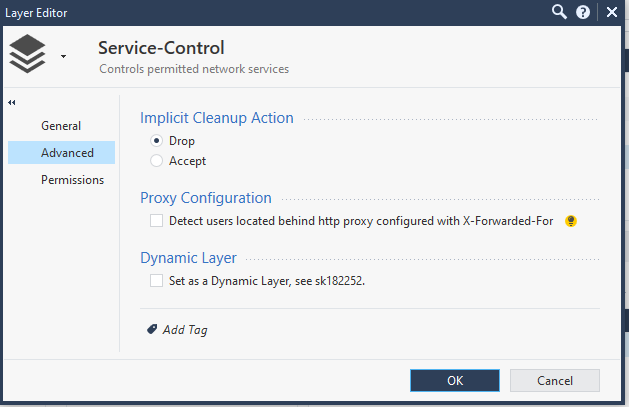 Layer Editor
Service-Control
Controls permitted network services
General
Advanced
Permissions
Implicit Cleanup Action
Drop
Accept
Proxy Configuration
Detect users located behind http proxy configured with X-Forwarded-For
Dynamic Layer
Set as a Dynamic Layer, see sk182252.
Add Tag
OK
Cancel